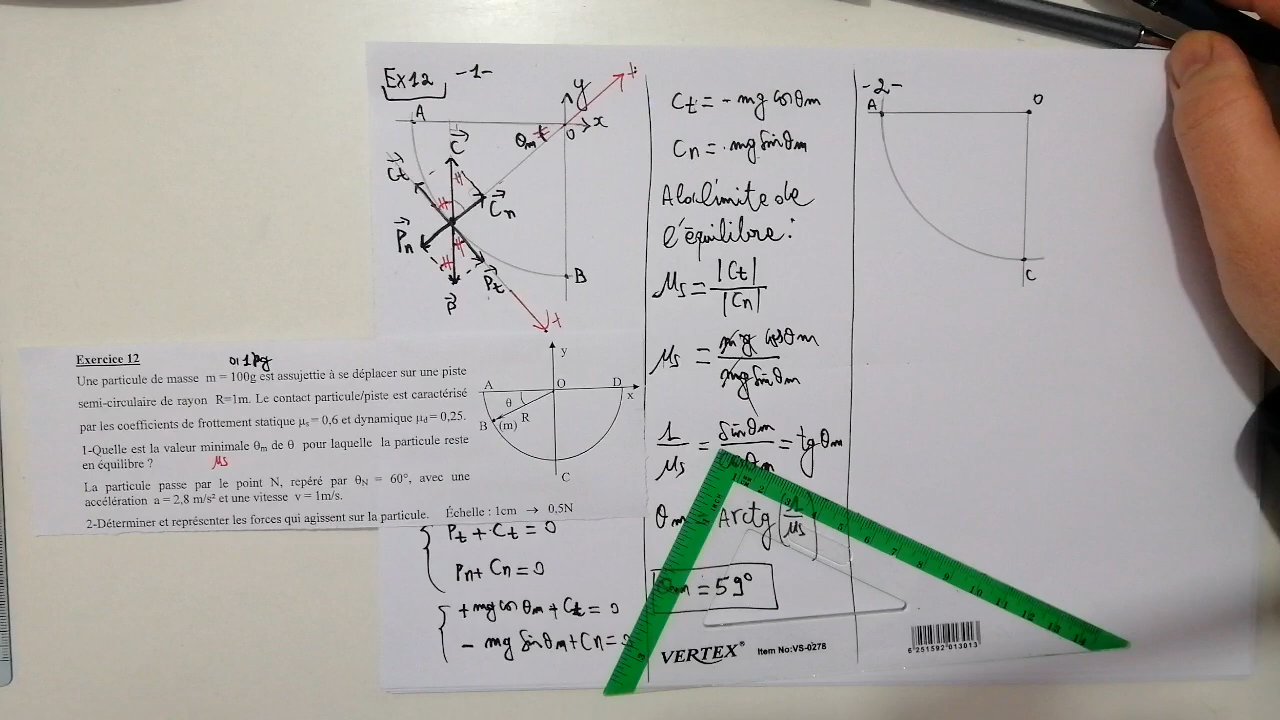 Ex12 -1-
y
A
x
O
θm
C
Ct
Cn
Pn
Pt
B
P
+
+
Exercice 12
0,1 kg
Une particule de masse m = 100g est assujettie à se déplacer sur une piste
semi-circulaire de rayon R=1m. Le contact particule/piste est caractérisé
par les coefficients de frottement statique μs = 0,6 et dynamique μd = 0,25.
1-Quelle est la valeur minimale θm de θ pour laquelle la particule reste
en équilibre ?
μs
La particule passe par le point N, repéré par θN = 60°, avec une
accélération a = 2,8 m/s² et une vitesse v = 1m/s.
2-Déterminer et représenter les forces qui agissent sur la particule. Échelle : 1cm → 0,5N
y
A O D
x
θ
R
B (m)
C
Pt + Ct = 0
Pn + Cn = 0
+mg cos θm + Ct = 0
- mg sin θm + Cn = 0
Ct = - mg cos θm
Cn = mg sin θm
A la limite de
l'équilibre :
μs = |Ct| / |Cn|
μs = mg cos θm / mg sin θm
1 / μs = sin θm / cos θm = tg θm
θm = Arctg (1 / μs)
θm = 59°
-2-
A O
C
VERTEX® Item No:VS-0278
6 251592 013013